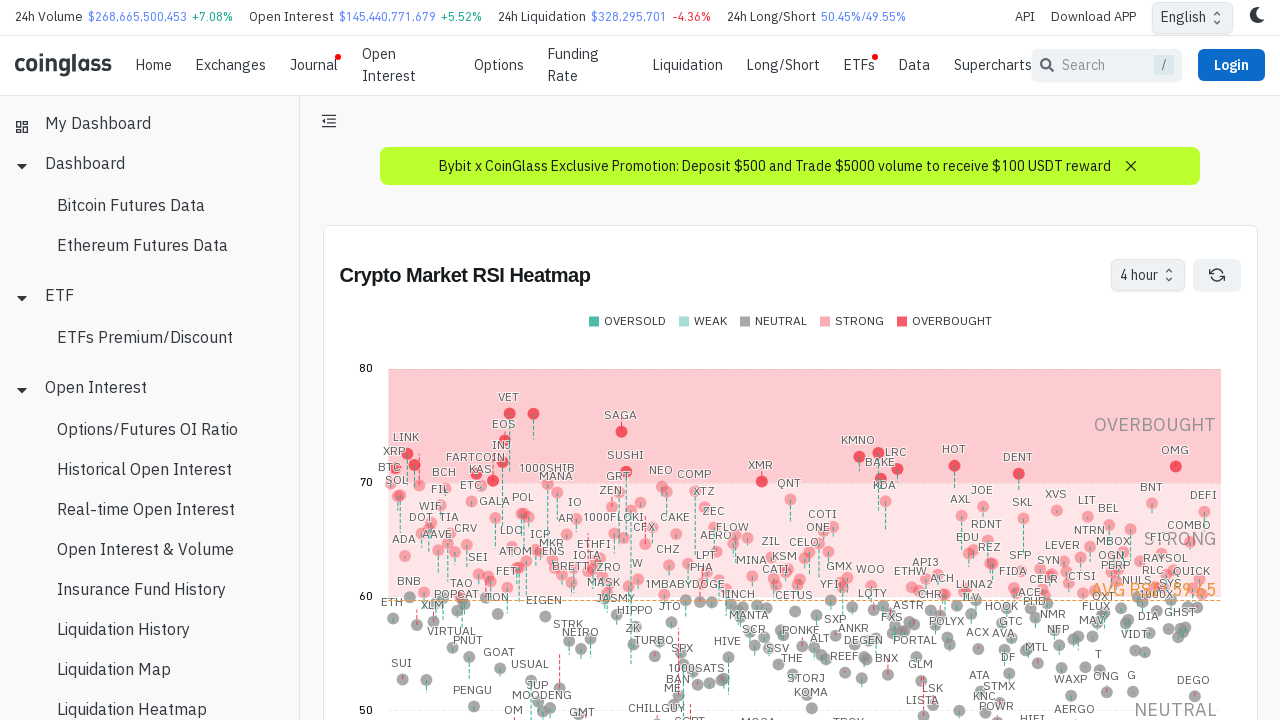 24h Volume $268,665,500,453 +7.08% Open Interest $145,440,771,679 +5.52% 24h Liquidation $328,295,701 -4.36% 24h Long/Short 50.45%/49.55% API Download APP English
coinglass Home Exchanges Journal Open Interest Options Funding Rate Liquidation Long/Short ETFs Data Supercharts Search / Login
My Dashboard
Dashboard
Bitcoin Futures Data
Ethereum Futures Data
ETF
ETFs Premium/Discount
Open Interest
Options/Futures OI Ratio
Historical Open Interest
Real-time Open Interest
Open Interest & Volume
Insurance Fund History
Liquidation History
Liquidation Map
Liquidation Heatmap
Bybit x CoinGlass Exclusive Promotion: Deposit $500 and Trade $5000 volume to receive $100 USDT reward
Crypto Market RSI Heatmap
4 hour
OVERSOLD WEAK NEUTRAL STRONG OVERBOUGHT
80
VET
SAGA
OVERBOUGHT
EOS
LINK
INJ
KMNO
XRP
FARTCOIN
SUSHI
LRC
HOT
OMG
BTC
BCH
KAS
1000SHIB
NEO
XMR
BAKE
DENT
SOL
MANA
GRT
COMP
70
FIL
ETC
ZEN
XTZ
QNT
KDA
JOE
BNT
GALA
POL
IO
XVS
DEFI
AXL
SKL
LIT
DOT
WIF
TIA
1000FLOKI
CAKE
ZEC
COTI
BEL
AAVE
CRV
LDO
CFX
FLOW
ONE
RDNT
NTRN
COMBO
ADA
ICP
AERO
EDU
STRONG
MKR
ETHFI
CHZ
ZIL
CELO
REZ
LEVER
MBOX
SEI
ATOM
ENS
IOTA
LPT
KSM
SFP
OGN
RAYSOL
BRETT
W
MINA
API3
SYN
PERP
FET
ZRO
PHA
CATI
GMX
WOO
ETHW
FIDA
RLC
QUICK
BNB
TAO
MASK
1MBABYDOGE
YFI
ACH
LUNA2
CELR
CTSI
NULS
SYS
60
ETH
XLM
POPCAT
TON
EIGEN
JASMY
HIPPO
JTO
1INCH
CETUS
LQTY
CHR
ILV
ACE
PHB
1000X
VIRTUAL
STRK
ZK
MANTA
SXP
ASTR
HOOK
FLUX
GHST
NEIRO
SCR
FXS
POLYX
GTC
NMR
MAV
DIA
PNUT
TURBO
HIVE
PONKE
ANKR
ACX
AVA
NFP
VIDT
SUI
GOAT
SPX
SSV
ALT
DEGEN
PORTAL
MTL
USUAL
1000SATS
THE
REEF
BNX
GLM
DF
T
PENGU
JUP
BAN
STORJ
ATA
WAXP
ONG
G
DEGO
MOODENG
ME
KOMA
LSK
STMX
KNC
50
OM
GMT
CHILLGUY
LISTA
POWR
AERGO
NEUTRAL